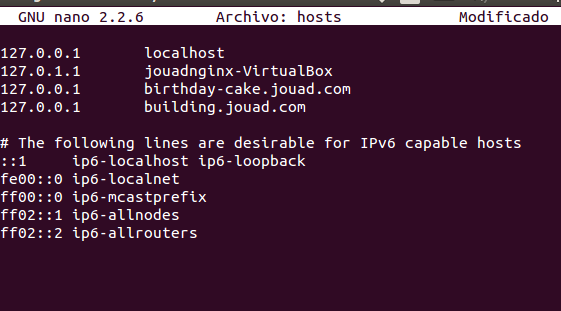 GNU nano 2.2.6 Archivo: hosts Modificado
127.0.0.1 localhost
127.0.1.1 jouadnginx-VirtualBox
127.0.0.1 birthday-cake.jouad.com
127.0.0.1 building.jouad.com
# The following lines are desirable for IPv6 capable hosts
::1 ip6-localhost ip6-loopback
fe00::0 ip6-localnet
ff00::0 ip6-mcastprefix
ff02::1 ip6-allnodes
ff02::2 ip6-allrouters